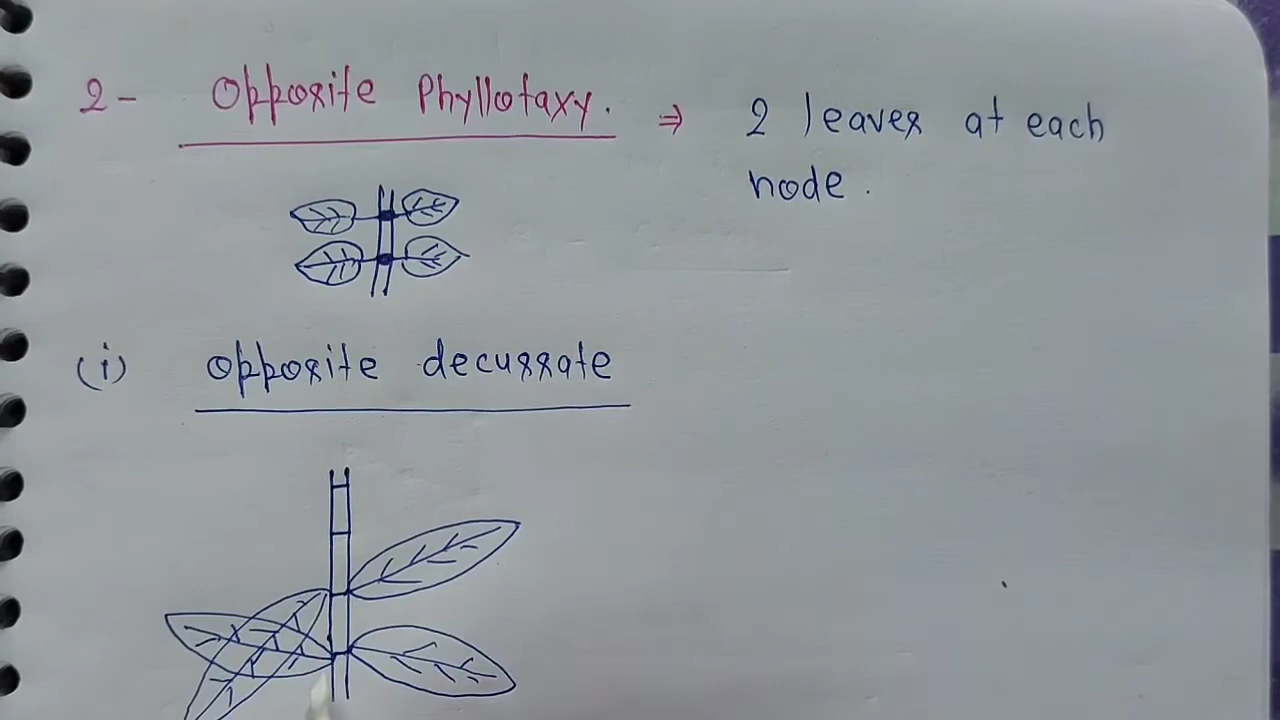 2- Opposite Phyllotaxy. ⇒ 2 leaves at each
node.
(i) opposite decussate